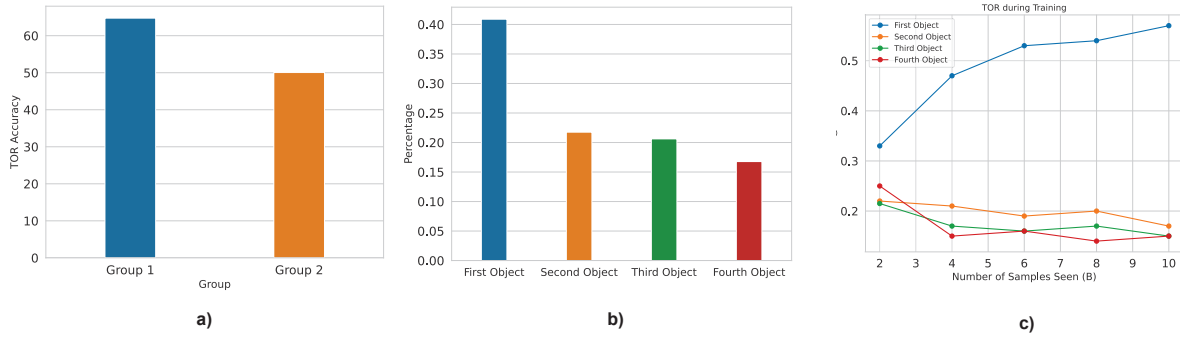 TOR Accuracy
60
50
40
30
20
10
0
Group 1
Group 2
Group
a)
Percentage
0.40
0.35
0.30
0.25
0.20
0.15
0.10
0.05
0.00
First Object
Second Object
Third Object
Fourth Object
b)
TOR during Training
First Object
Second Object
Third Object
Fourth Object
0.5
0.4
0.3
0.2
2 3 4 5 6 7 8 9 10
Number of Samples Seen (B)
c)